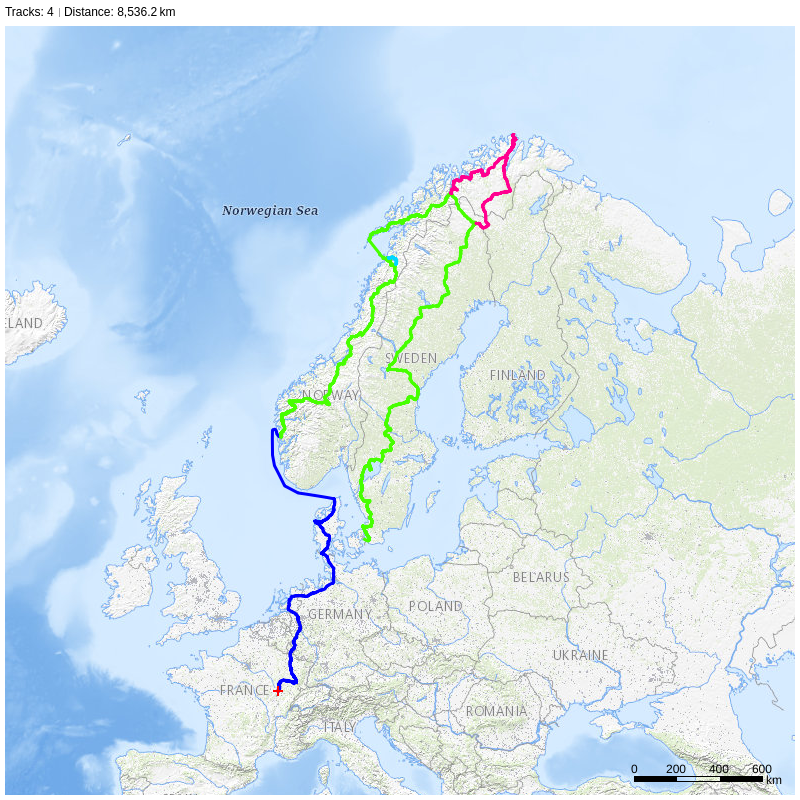 Tracks: 4 | Distance: 8,536.2 km
Norwegian Sea
ELAND
SWEDEN
FINLAND
NORWAY
BELARUS
POLAND
GERMANY
UKRAINE
FRANCE
ROMANIA
ITALY
0 200 400 600
km